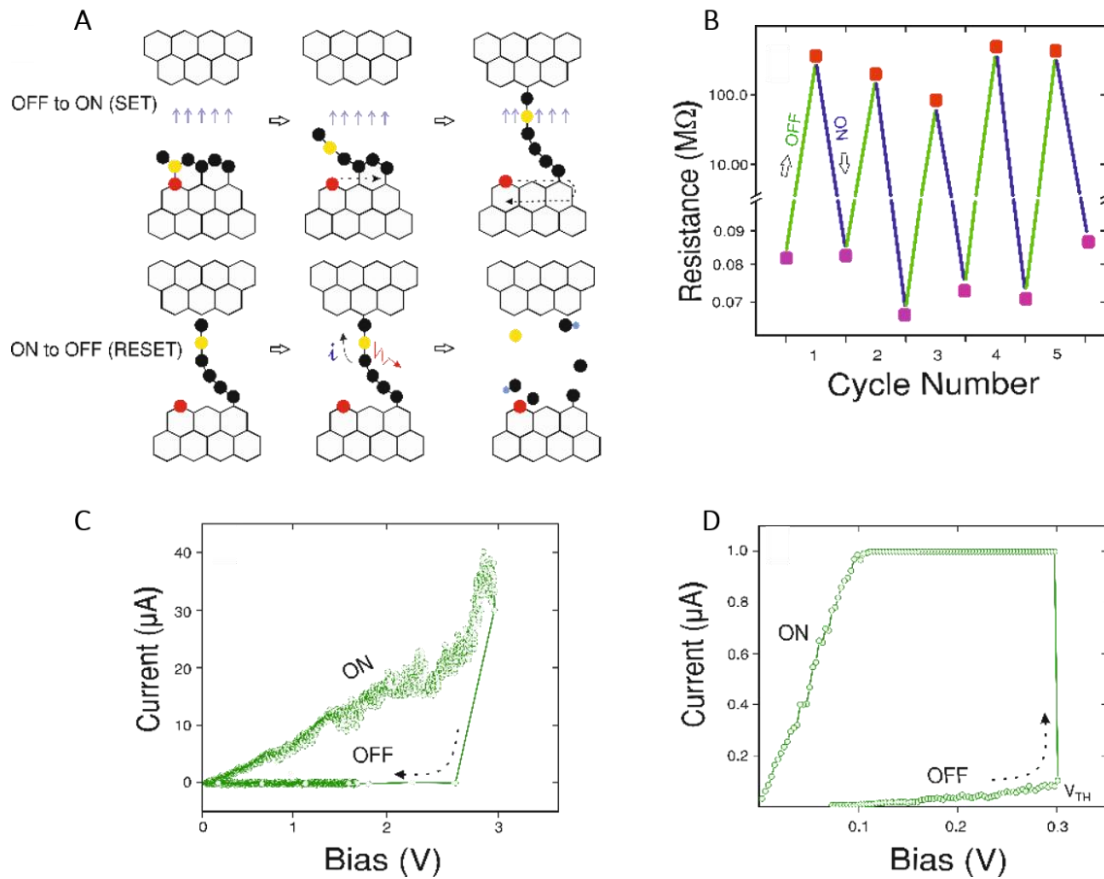 A
OFF to ON (SET)
ON to OFF (RESET)
i
h
B
Resistance (MΩ)
100.0
10.00
0.09
0.08
0.07
OFF
ON
1 2 3 4 5
Cycle Number
C
Current (μA)
40
30
20
10
0
ON
OFF
0 1 2 3
Bias (V)
D
Current (μA)
1.0
0.8
0.6
0.4
0.2
ON
OFF
VTH
0.1 0.2 0.3
Bias (V)